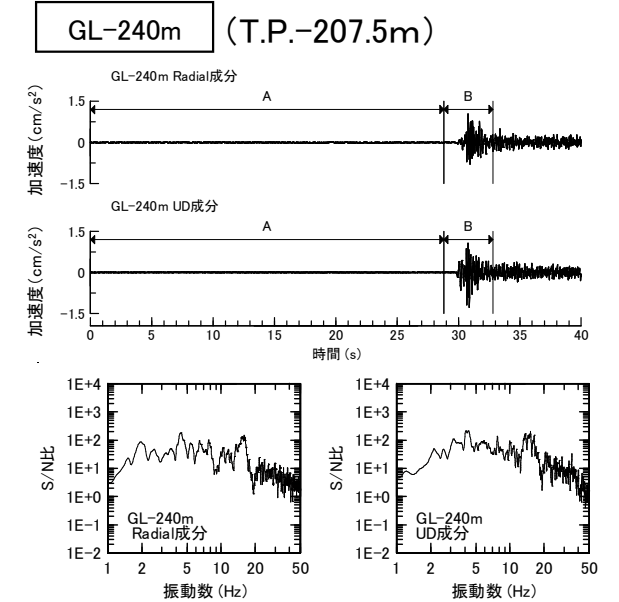 GL-240m (T.P.-207.5m)
GL-240m Radial成分
A B
加速度(cm/s²)
1.5
0
-1.5
GL-240m UD成分
A B
加速度(cm/s²)
1.5
0
-1.5
0 5 10 15 20 25 30 35 40
時間(s)
S/N比
1E+4
1E+3
1E+2
1E+1
1E+0
1E-1
1E-2
GL-240m
Radial成分
1 2 5 10 20 50
振動数(Hz)
S/N比
1E+4
1E+3
1E+2
1E+1
1E+0
1E-1
1E-2
GL-240m
UD成分
1 2 5 10 20 50
振動数(Hz)